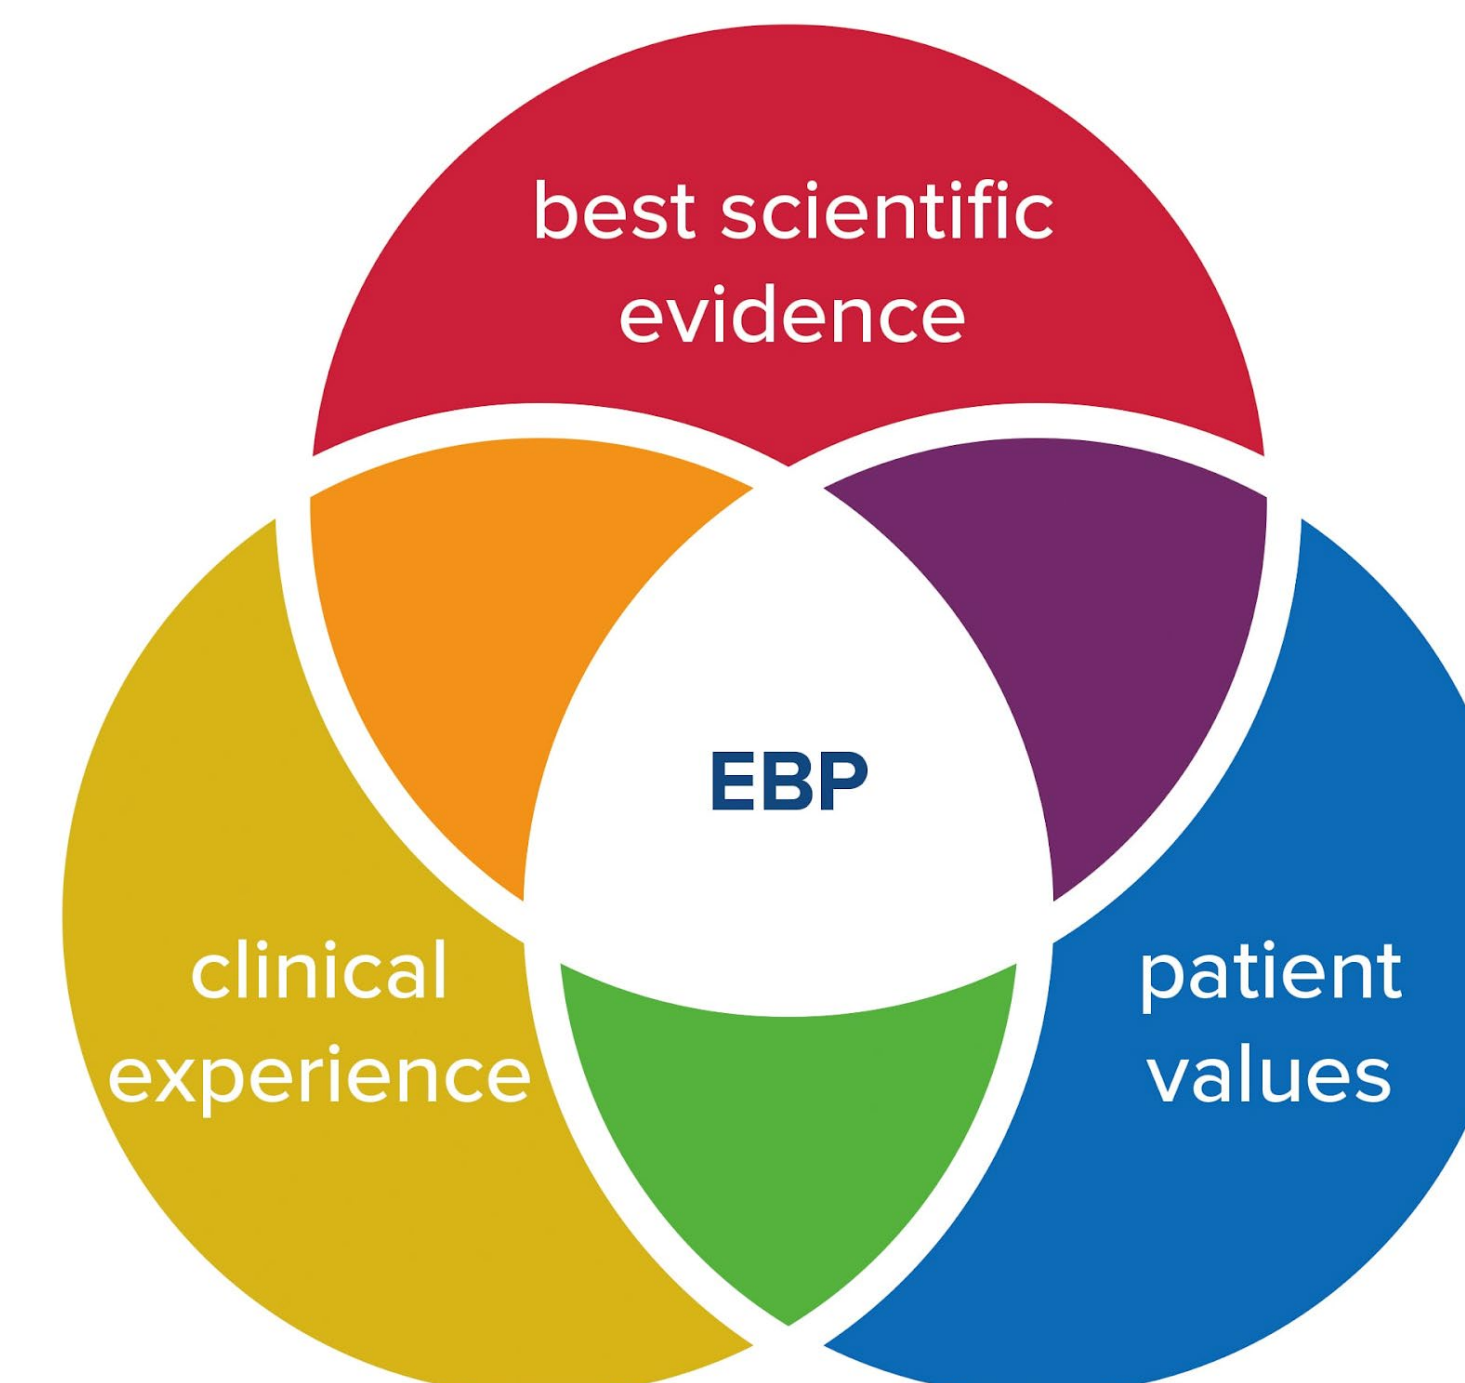 best scientific
evidence
EBP
clinical
experience
patient
values